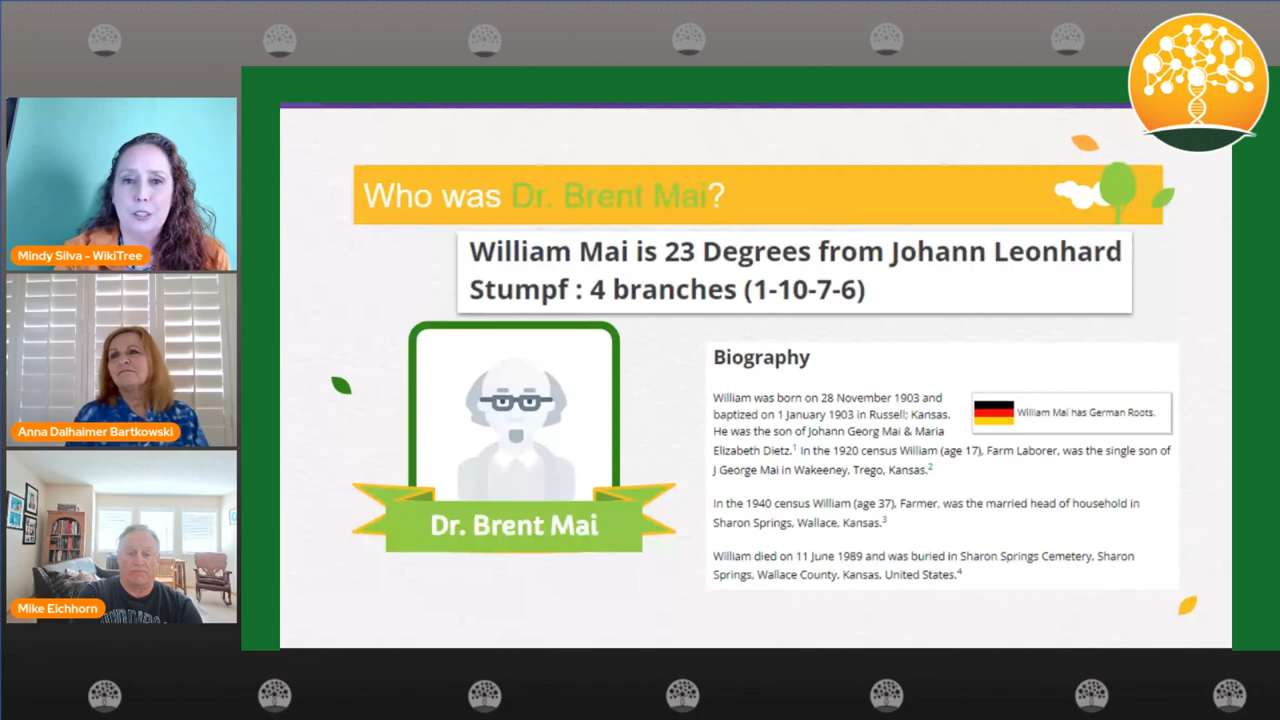 Mindy Silva - WikiTree
Anna Dalhaimer Bartkowski
Mike Eichhorn
Who was Dr. Brent Mai?
William Mai is 23 Degrees from Johann Leonhard
Stumpf : 4 branches (1-10-7-6)
Dr. Brent Mai
Biography
William was born on 28 November 1903 and
baptized on 1 January 1903 in Russell; Kansas.
He was the son of Johann Georg Mai & Maria
Elizabeth Dietz.1 In the 1920 census William (age 17), Farm Laborer, was the single son of
J George Mai in Wakeeney, Trego, Kansas.2
William Mai has German Roots.
In the 1940 census William (age 37), Farmer, was the married head of household in
Sharon Springs, Wallace, Kansas.3
William died on 11 June 1989 and was buried in Sharon Springs Cemetery, Sharon
Springs, Wallace County, Kansas, United States.4